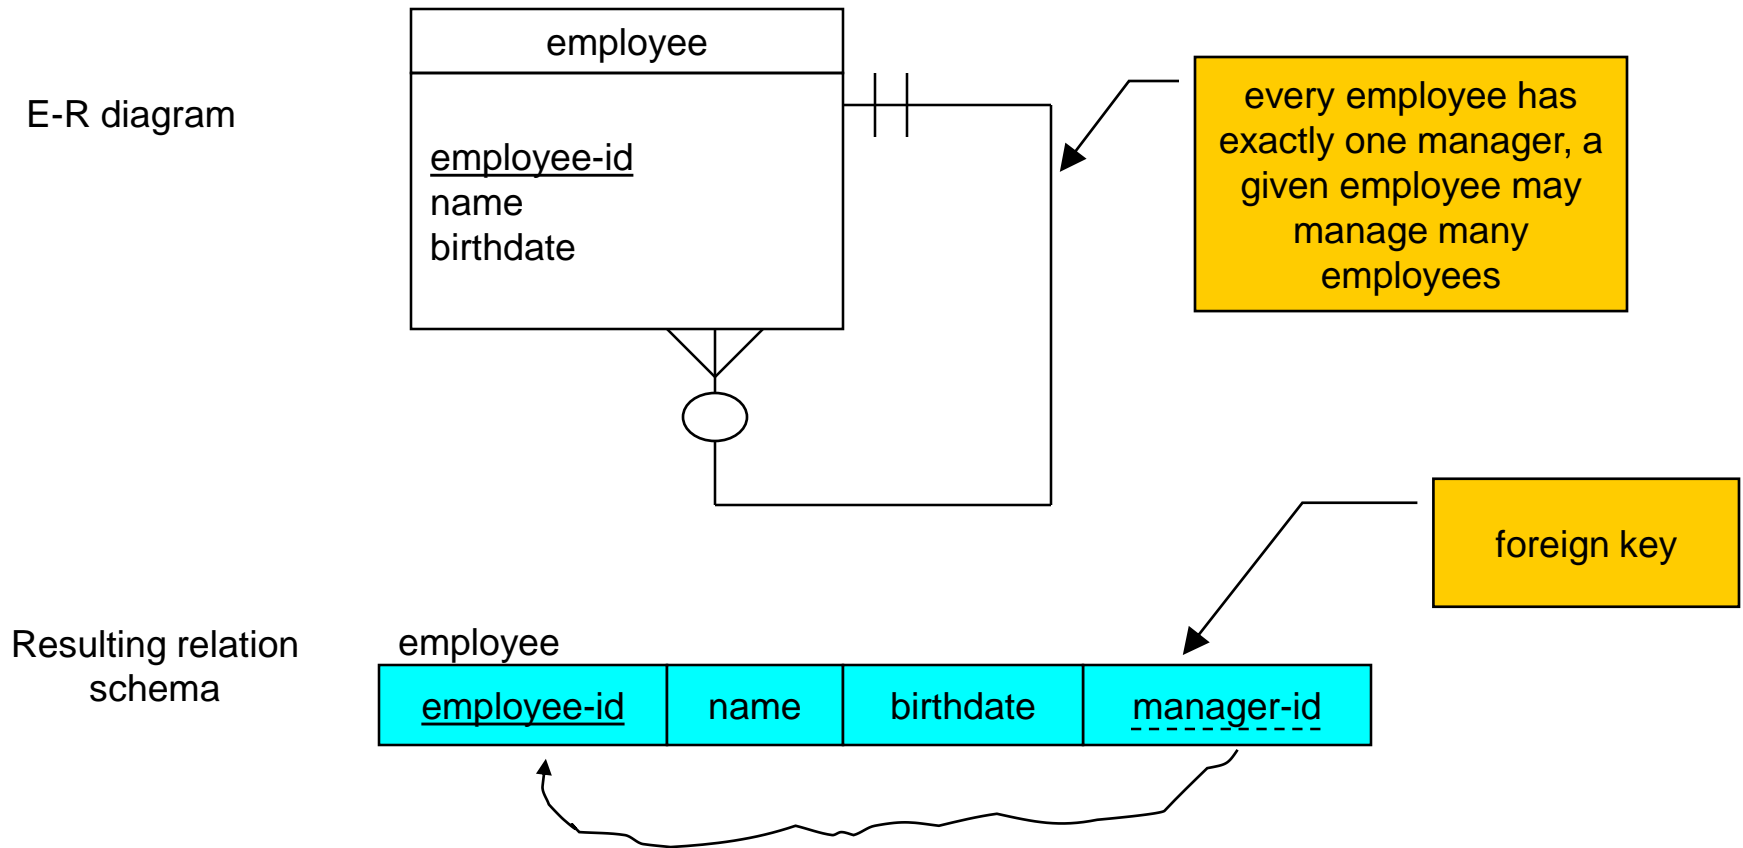 employee
E-R diagram
employee-id
name
birthdate
every employee has
exactly one manager, a
given employee may
manage many
employees
foreign key
Resulting relation
schema
employee
employee-id name birthdate manager-id